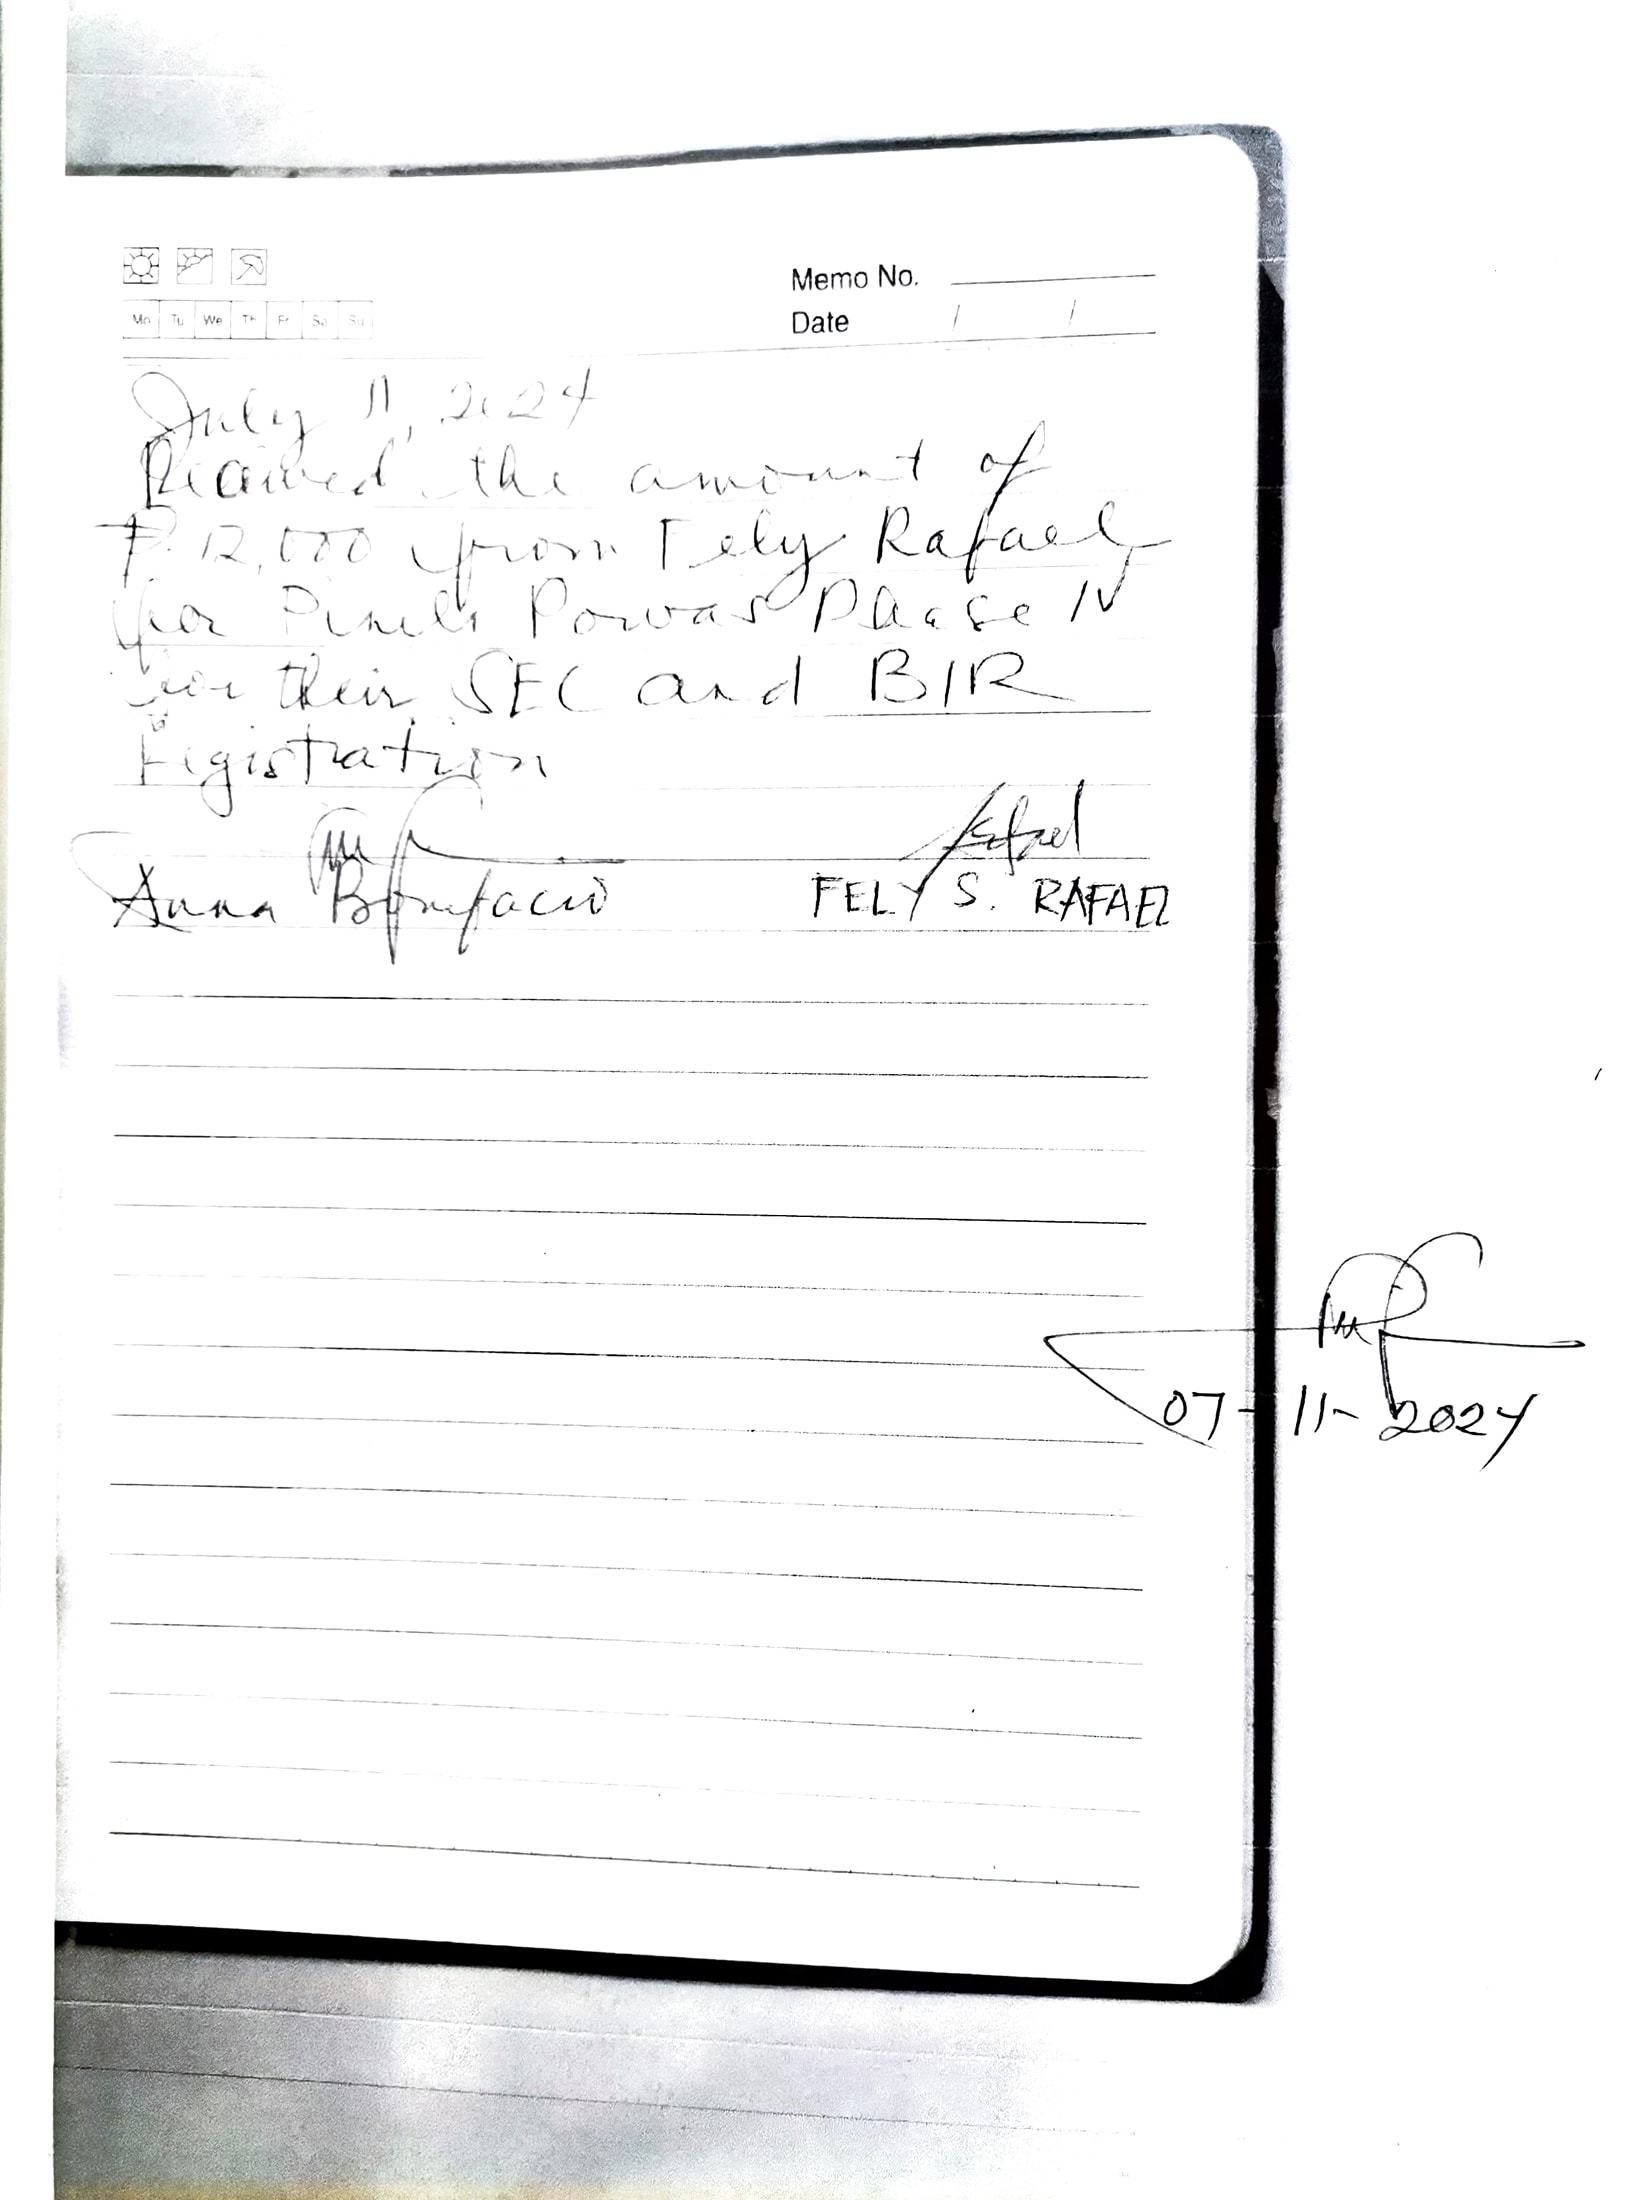 Memo No.
Mo Tu We Th Fr Sa Su
Date / /
July 11, 2024
Received the amount of
₱ 12,000 from Fely Rafael
for Phase IV
for their SEC and BIR
Registration
Anna Bonifacio FELY S. RAFAEL
07-11-2024